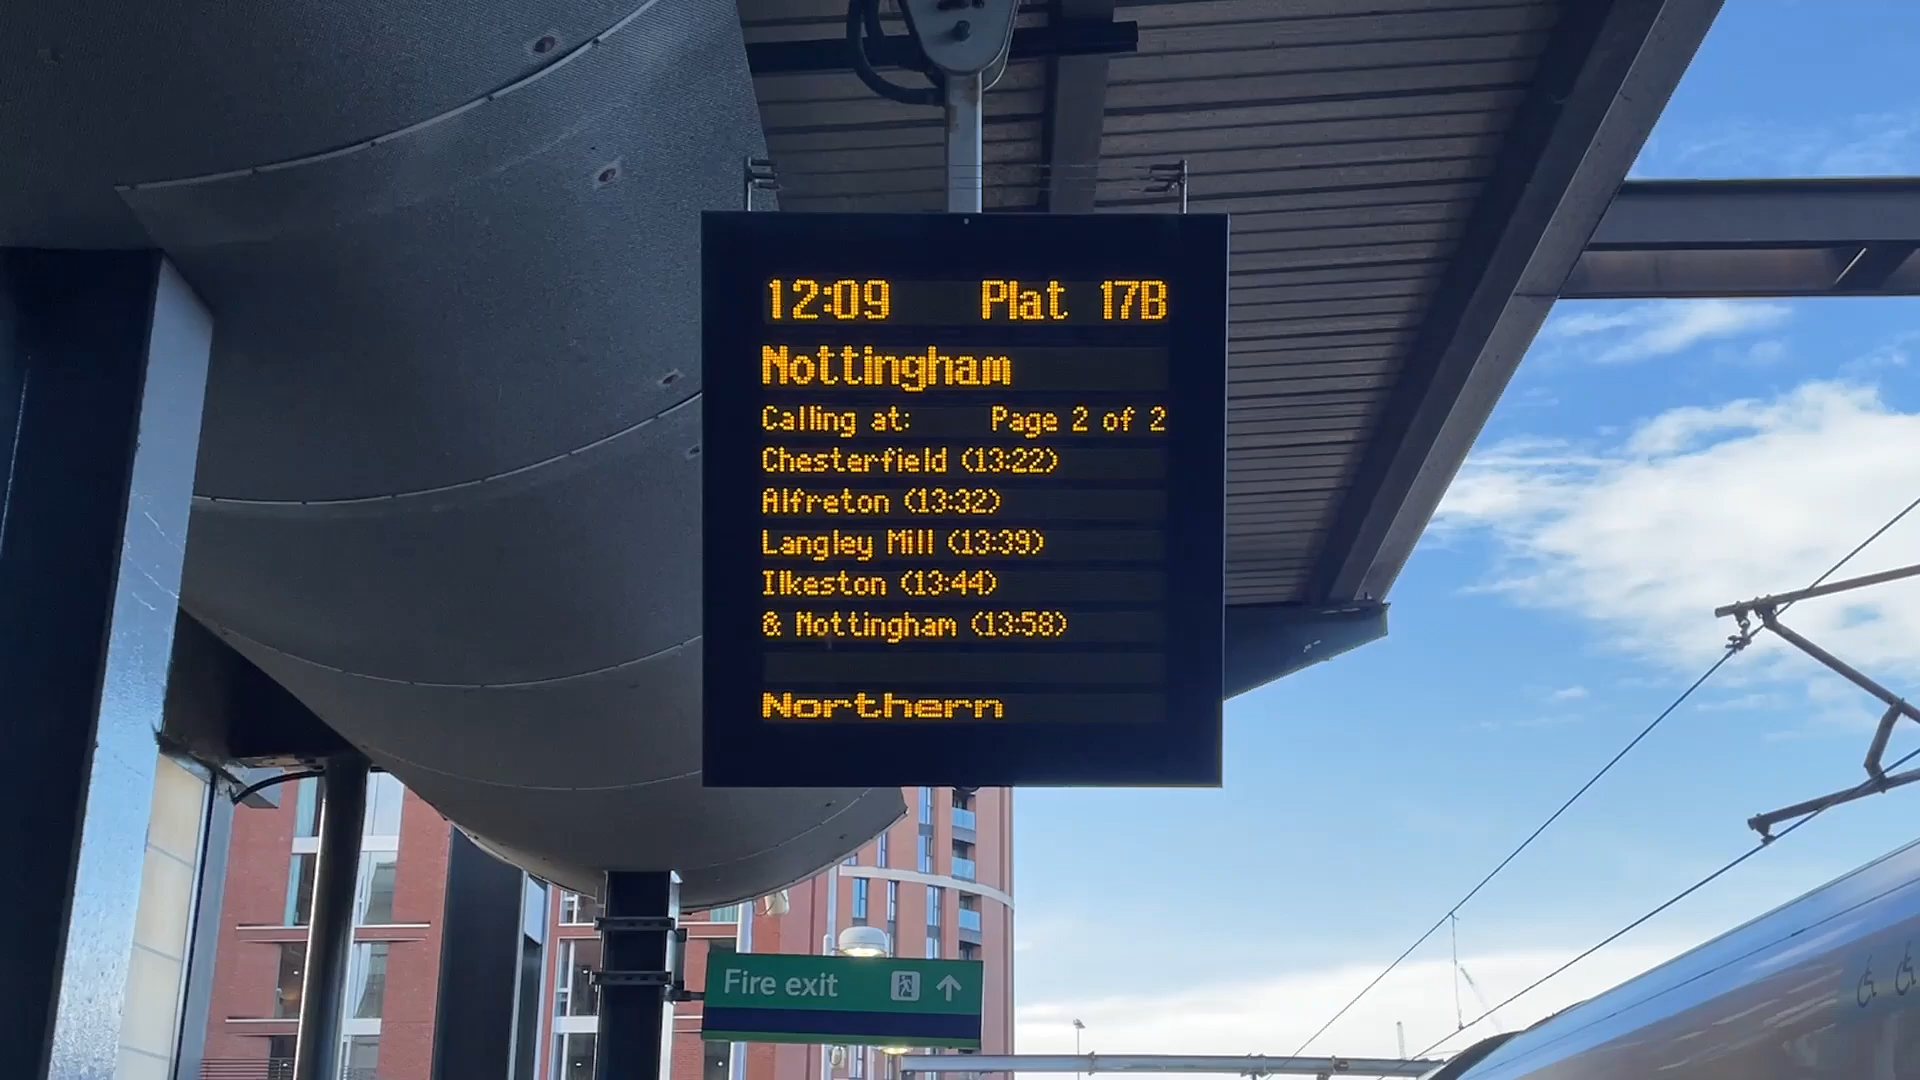 12:09 Plat 17B
Nottingham
Calling at: Page 2 of 2
Chesterfield (13:22)
Alfreton (13:32)
Langley Mill (13:39)
Ilkeston (13:44)
& Nottingham (13:58)
Northern
Fire exit